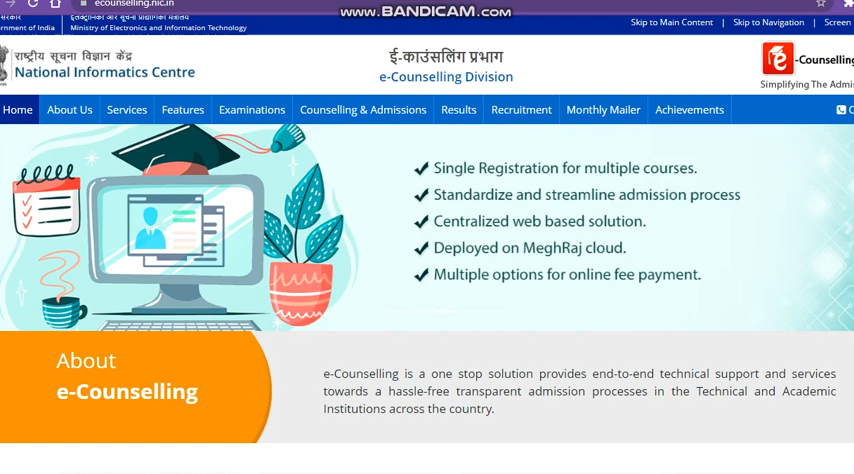 ecounselling.nic.in
www.BANDICAM.com
सरकार
rnment of India
Ministry of Electronics and Information Technology
Skip to Main Content | Skip to Navigation | Screen
राष्ट्रीय सूचना विज्ञान केंद्र
National Informatics Centre
ई-काउंसलिंग प्रभाग
e-Counselling Division
e-Counselling
Simplifying The Admis
Home About Us Services Features Examinations Counselling & Admissions Results Recruitment Monthly Mailer Achievements C
Single Registration for multiple courses.
Standardize and streamline admission process
Centralized web based solution.
Deployed on MeghRaj cloud.
Multiple options for online fee payment.
About
e-Counselling
e-Counselling is a one stop solution provides end-to-end technical support and services
towards a hassle-free transparent admission processes in the Technical and Academic
Institutions across the country.